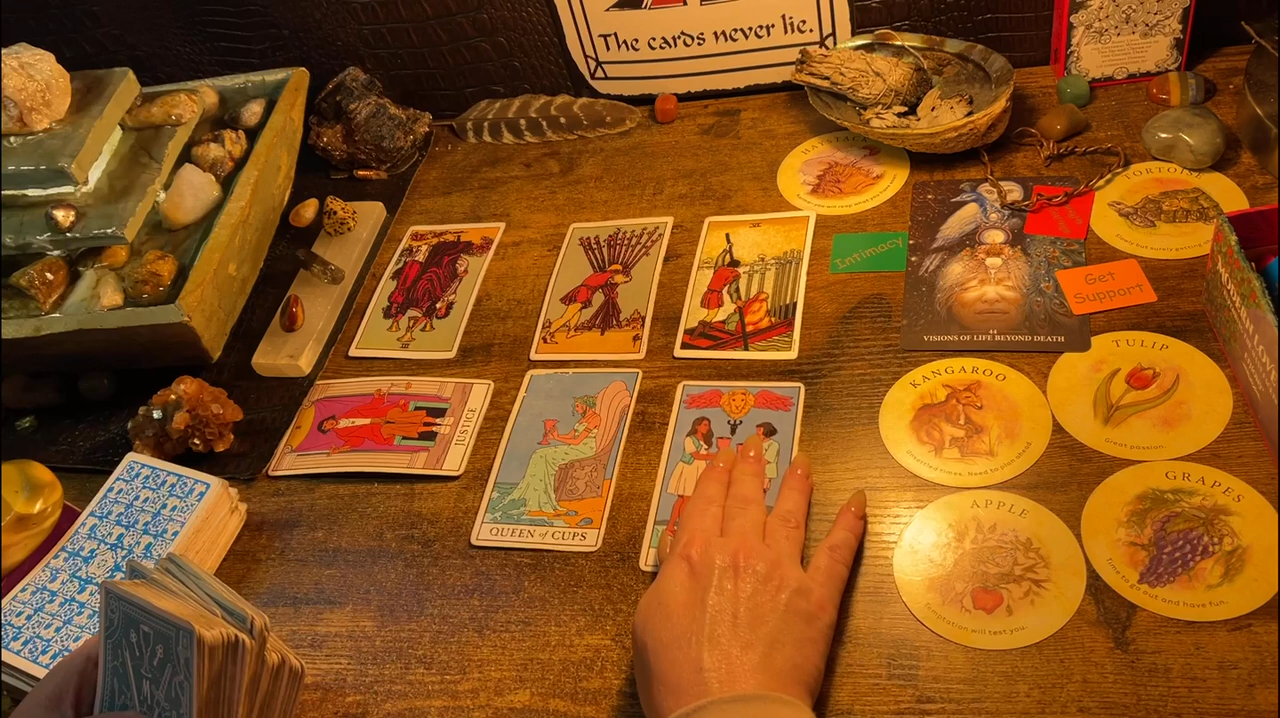 The cards never lie.
TORTOISE
Slowly but surely getting
Intimacy
Get
Support
44
VISIONS OF LIFE BEYOND DEATH
III
VI
JUSTICE
QUEEN of CUPS
KANGAROO
Unsettled times. Need to plan ahead.
TULIP
Great passion.
APPLE
Temptation will test you.
GRAPES
Time to go out and have fun.